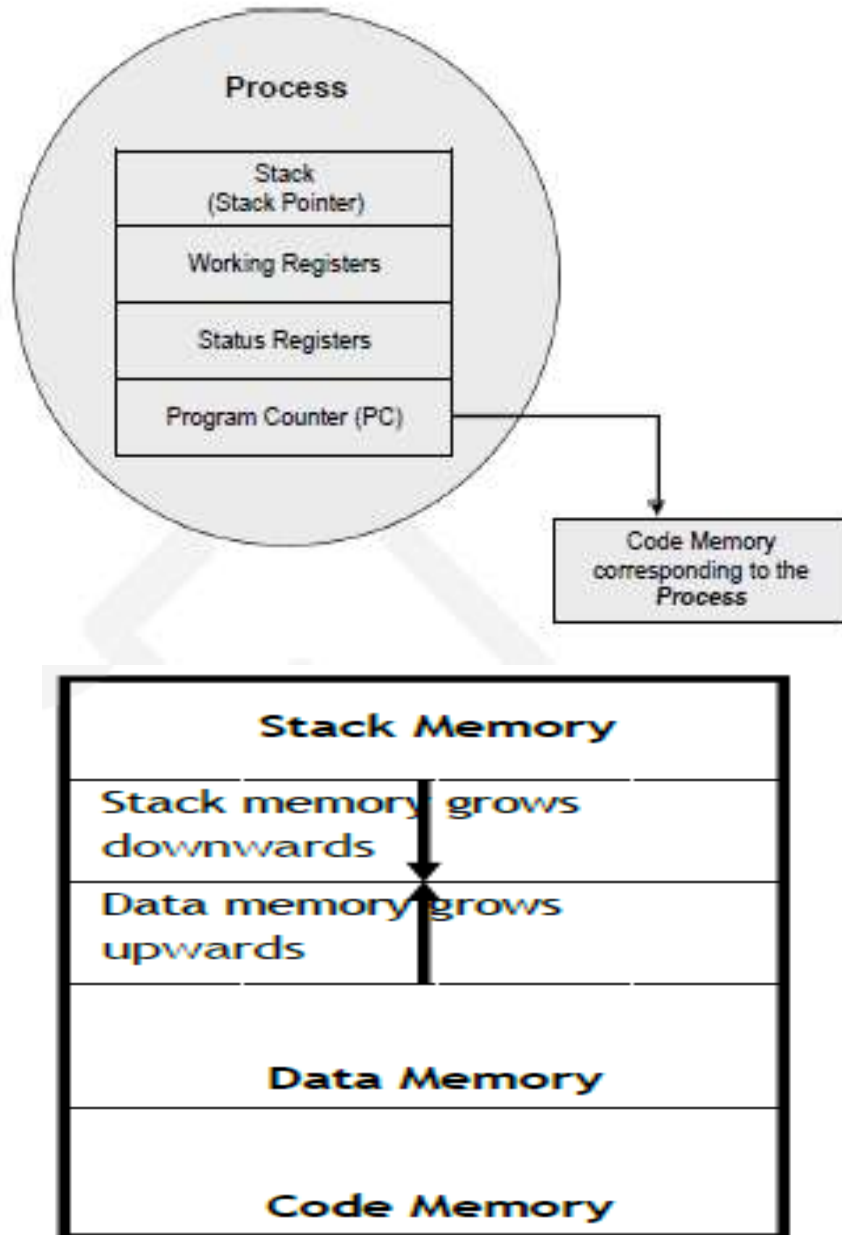 Process
Stack
(Stack Pointer)
Working Registers
Status Registers
Program Counter (PC)
Code Memory
corresponding to the
Process
Stack Memory
Stack memory grows
downwards
Data memory grows
upwards
Data Memory
Code Memory